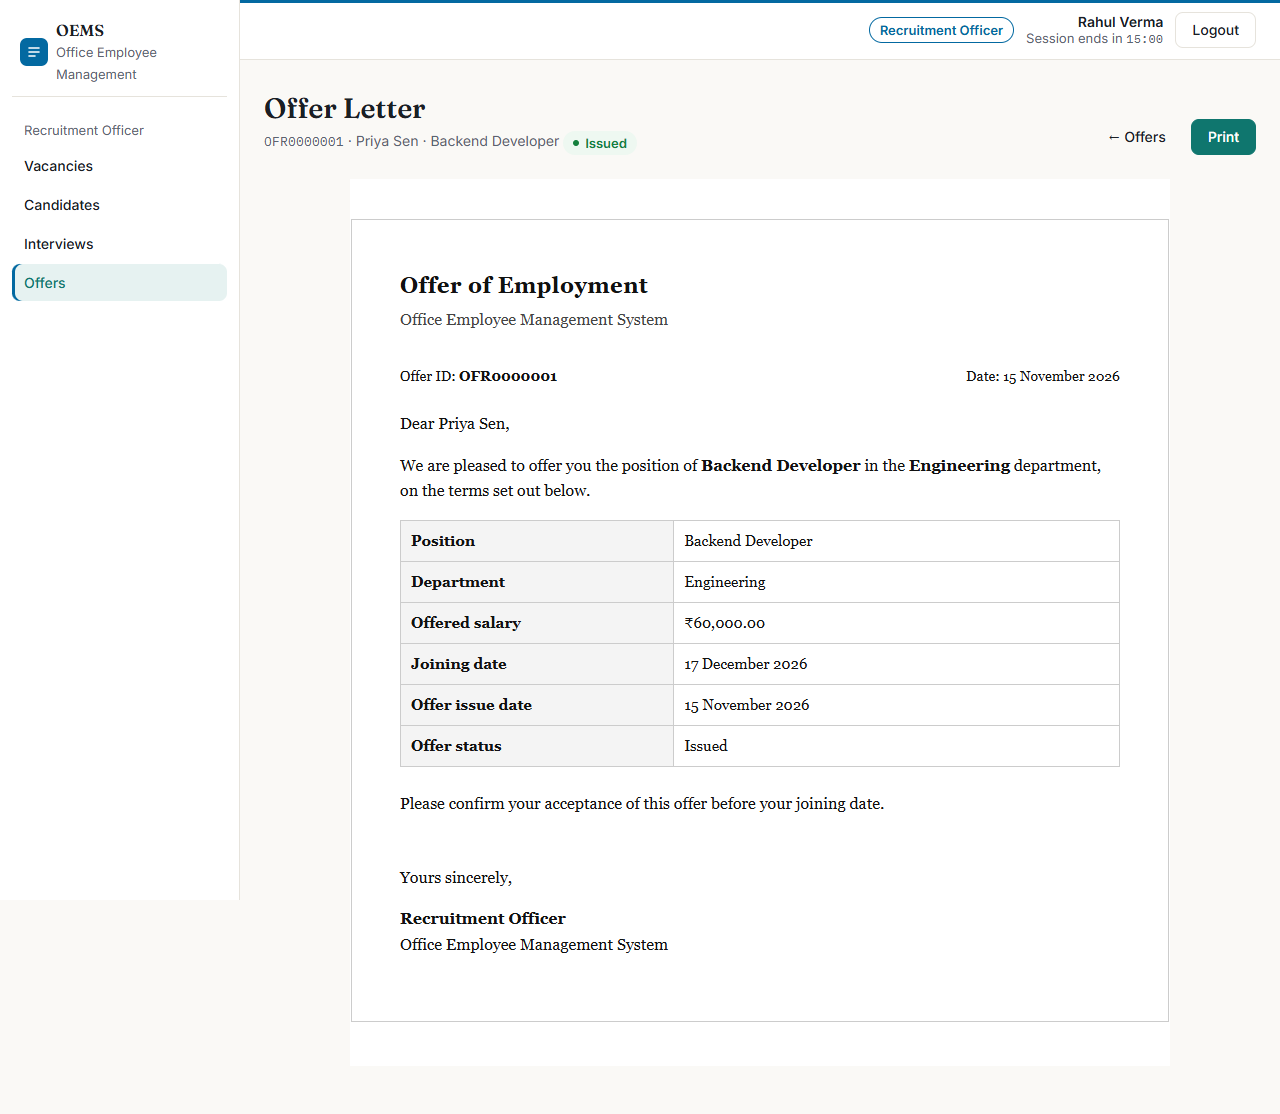 OEMS
Office Employee
Management
Recruitment Officer
Vacancies
Candidates
Interviews
Offers
Recruitment Officer
Rahul Verma
Session ends in 15:00
Logout
Offer Letter
OFR0000001 · Priya Sen · Backend Developer • Issued
← Offers
Print
Offer of Employment
Office Employee Management System
Offer ID: OFR0000001
Date: 15 November 2026
Dear Priya Sen,
We are pleased to offer you the position of Backend Developer in the Engineering department,
on the terms set out below.
Position Backend Developer
Department Engineering
Offered salary ₹60,000.00
Joining date 17 December 2026
Offer issue date 15 November 2026
Offer status Issued
Please confirm your acceptance of this offer before your joining date.
Yours sincerely,
Recruitment Officer
Office Employee Management System